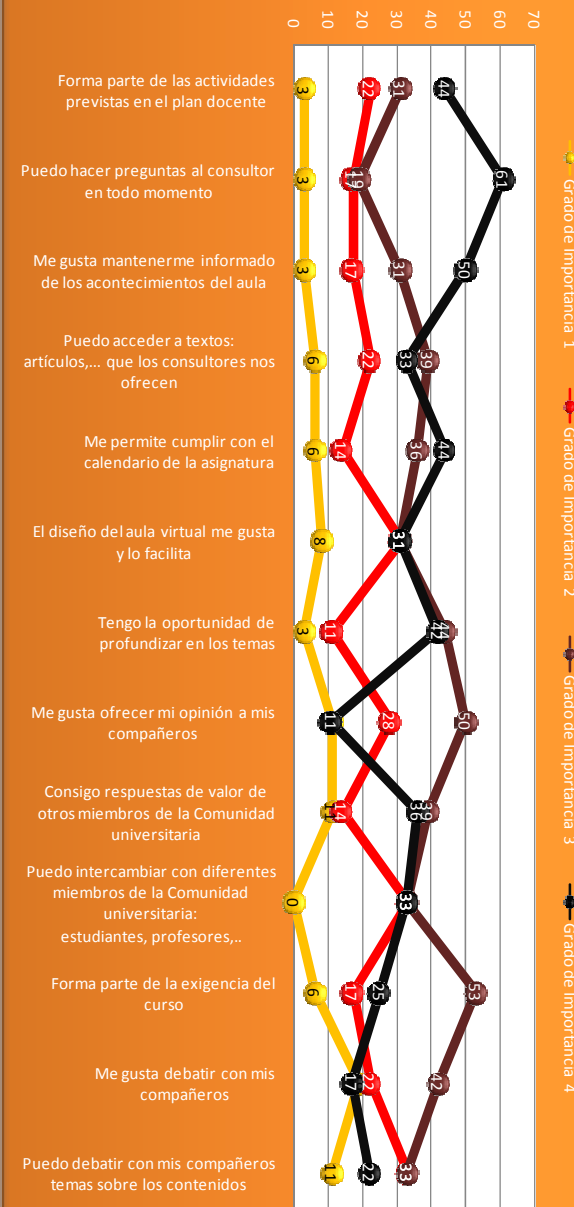 0 10 20 30 40 50 60 70
Grado de Importancia 1
Grado de Importancia 2
Grado de Importancia 3
Grado de Importancia 4
Forma parte de las actividades
previstas en el plan docente
3 22 31 44
Puedo hacer preguntas al consultor
en todo momento
3 17 19 61
Me gusta mantenerme informado
de los acontecimientos del aula
3 17 31 50
Puedo acceder a textos:
artículos,... que los consultores nos
ofrecen
6 22 33 39
Me permite cumplir con el
calendario de la asignatura
6 14 36 44
El diseño del aula virtual me gusta
y lo facilita
8 31
Tengo la oportunidad de
profundizar en los temas
3 11 42 44
Me gusta ofrecer mi opinión a mis
compañeros
11 28 50
Consigo respuestas de valor de
otros miembros de la Comunidad
universitaria
11 14 36 39
Puedo intercambiar con diferentes
miembros de la Comunidad
universitaria:
estudiantes, profesores,..
0 33
Forma parte de la exigencia del
curso
6 17 25 53
Me gusta debatir con mis
compañeros
17 22 42
Puedo debatir con mis compañeros
temas sobre los contenidos
11 22 33